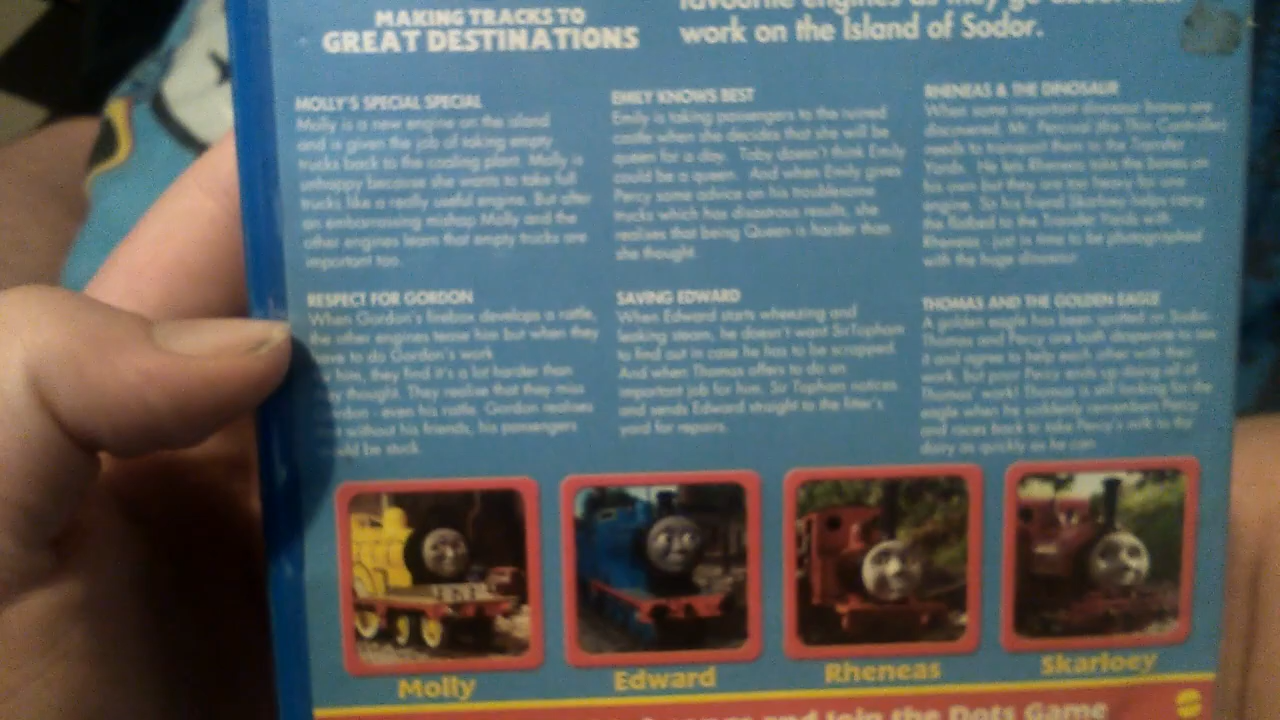 MAKING TRACKS TO
GREAT DESTINATIONS
favourite engines as they go about their
work on the Island of Sodor.
MOLLY'S SPECIAL SPECIAL
Molly is a new engine on the island
and is given the job of taking empty
trucks back to the coaling plant. Molly is
unhappy because she wants to take full
trucks like a really useful engine. But after
an embarrassing mishap Molly and the
other engines learn that empty trucks are
important too.
EMILY KNOWS BEST
Emily is taking passengers to the ruined
castle when she decides that she will be
queen for a day. Toby doesn't think Emily
could be a queen. And when Emily gives
Percy some advice on his troublesome
trucks which has disastrous results, she
realises that being Queen is harder than
she thought.
RHENEAS & THE DINOSAUR
When some important dinosaur bones are
discovered, Mr. Percival (the Thin Controller)
needs to transport them to the Transfer
Yards. He lets Rheneas take the bones on
his own but they are too heavy for one
engine. So his friend Skarloey helps carry
the flatbed to the Transfer Yards with
Rheneas - just in time to be photographed
with the huge dinosaur.
RESPECT FOR GORDON
When Gordon's firebox develops a rattle,
the other engines tease him but when they
have to do Gordon's work
him, they find it's a lot harder than
thought. They realise that they miss
even his rattle. Gordon realises
without his friends, his passengers
be stuck.
SAVING EDWARD
When Edward starts wheezing and
leaking steam, he doesn't want Sir Topham
to find out in case he has to be scrapped.
And when Thomas offers to do an
important job for him, Sir Topham notices
and sends Edward straight to the fitter's
yard for repairs.
THOMAS AND THE GOLDEN EAGLE
A golden eagle has been spotted on Sodor.
Thomas and Percy are both desperate to see
it and agree to help each other with their
work, but poor Percy ends up doing all of
Thomas' work! Thomas is still looking for the
eagle when he suddenly remembers Percy
and races back to take Percy's milk to the
dairy as quickly as he can.
Molly
Edward
Rheneas
Skarloey
and Join the Dots Game